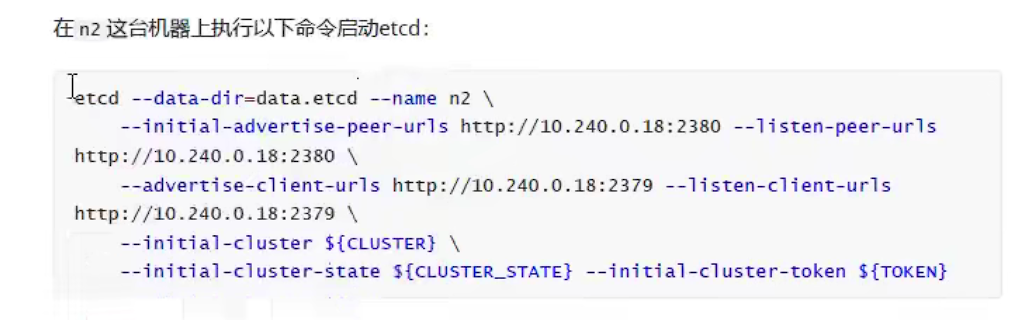 在 n2 这台机器上执行以下命令启动etcd：
etcd --data-dir=data.etcd --name n2 \
--initial-advertise-peer-urls http://10.240.0.18:2380 --listen-peer-urls
http://10.240.0.18:2380 \
--advertise-client-urls http://10.240.0.18:2379 --listen-client-urls
http://10.240.0.18:2379 \
--initial-cluster ${CLUSTER} \
--initial-cluster-state ${CLUSTER_STATE} --initial-cluster-token ${TOKEN}